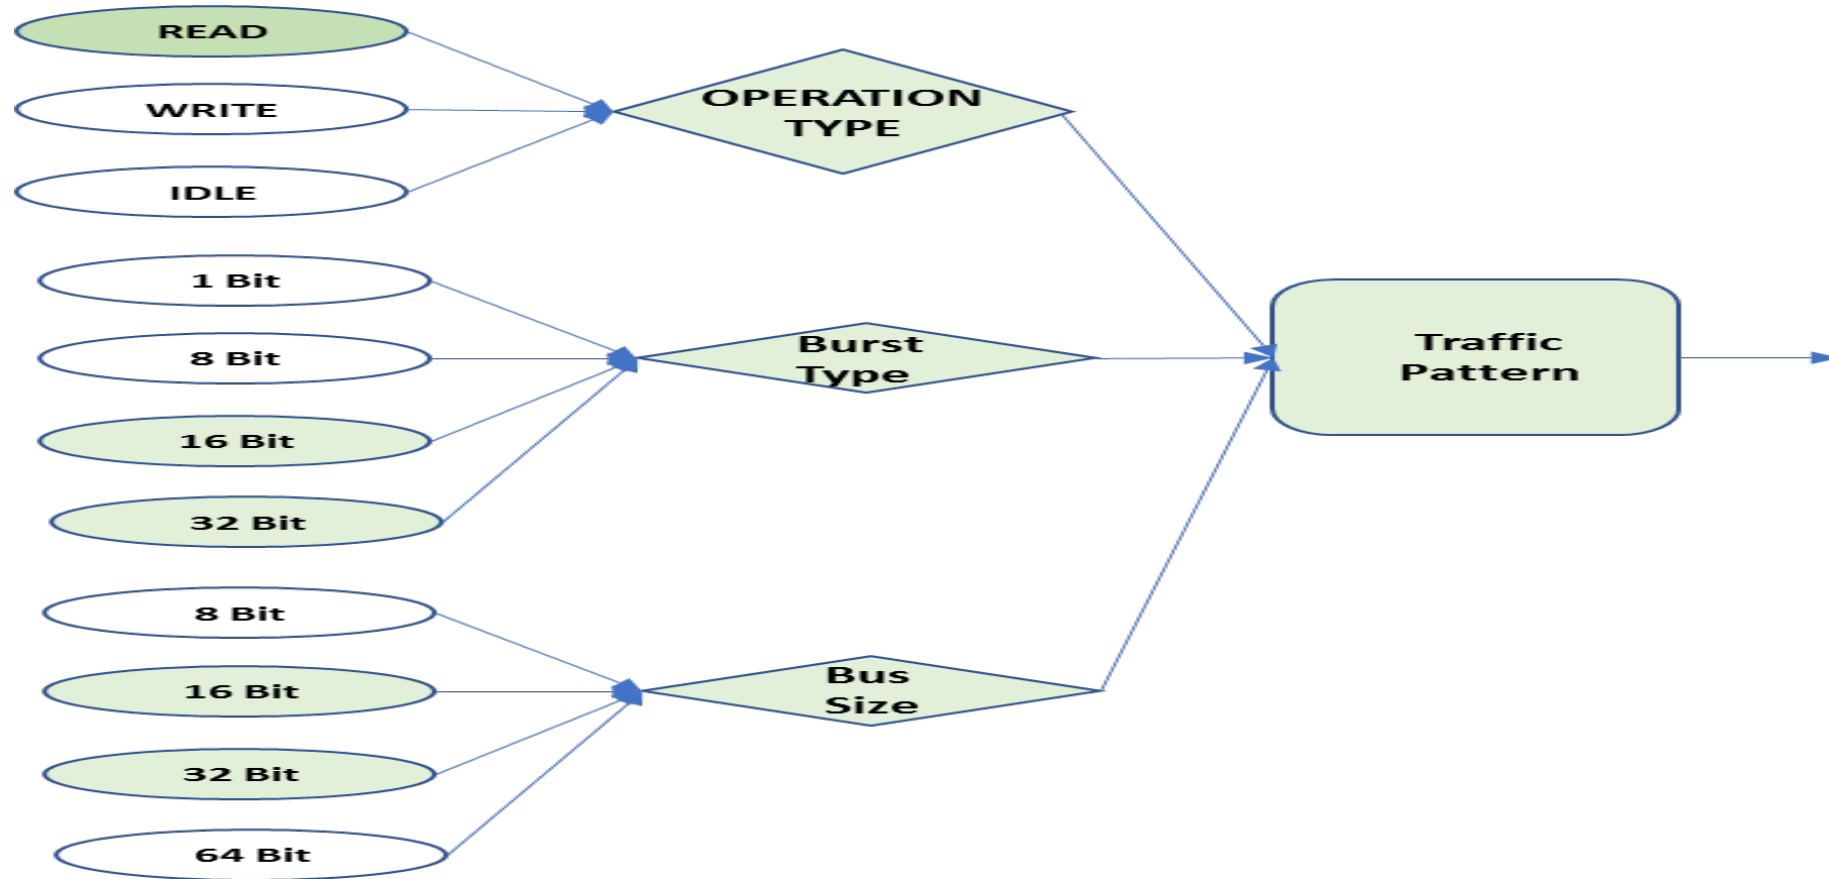 READ
WRITE
IDLE
OPERATION
TYPE
1 Bit
8 Bit
16 Bit
32 Bit
Burst
Type
8 Bit
16 Bit
32 Bit
64 Bit
Bus
Size
Traffic
Pattern